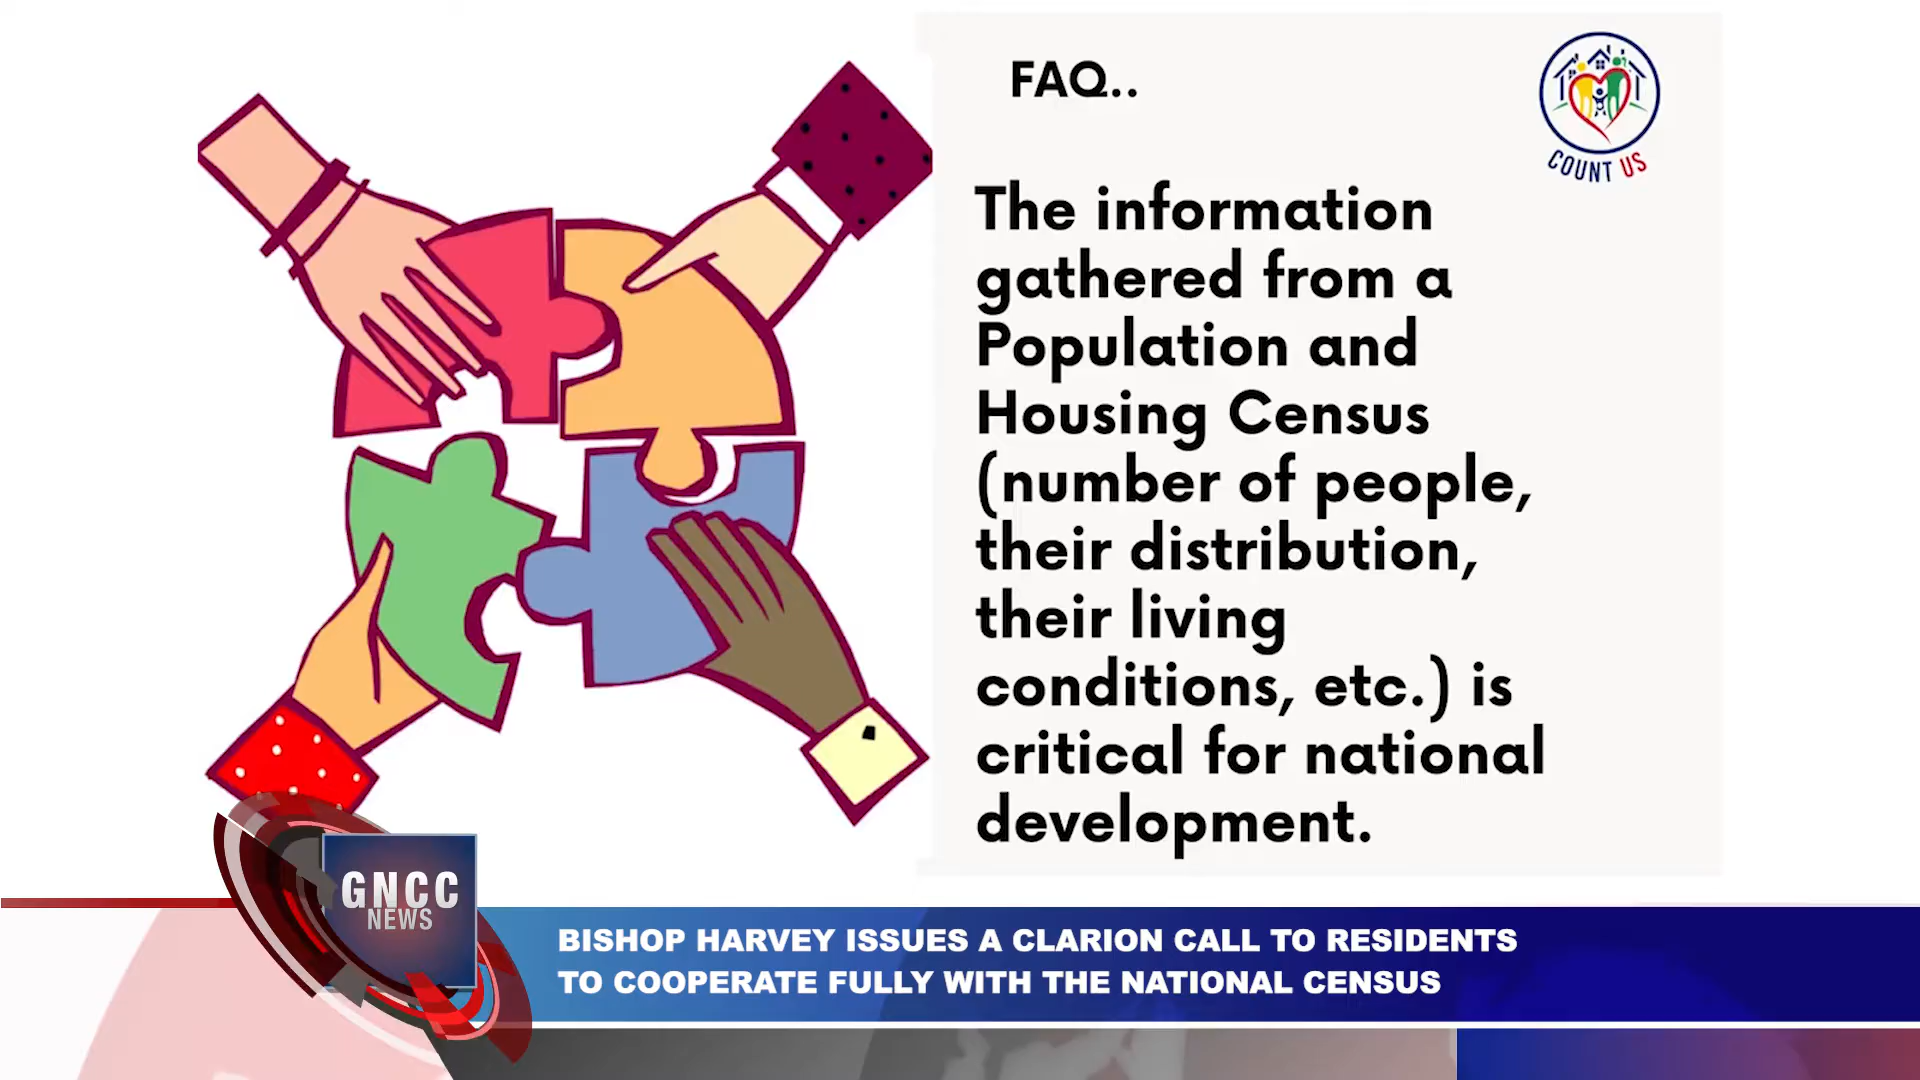 FAQ..
COUNT US
The information
gathered from a
Population and
Housing Census
(number of people,
their distribution,
their living
conditions, etc.) is
critical for national
development.
GNCC
NEWS
BISHOP HARVEY ISSUES A CLARION CALL TO RESIDENTS
TO COOPERATE FULLY WITH THE NATIONAL CENSUS